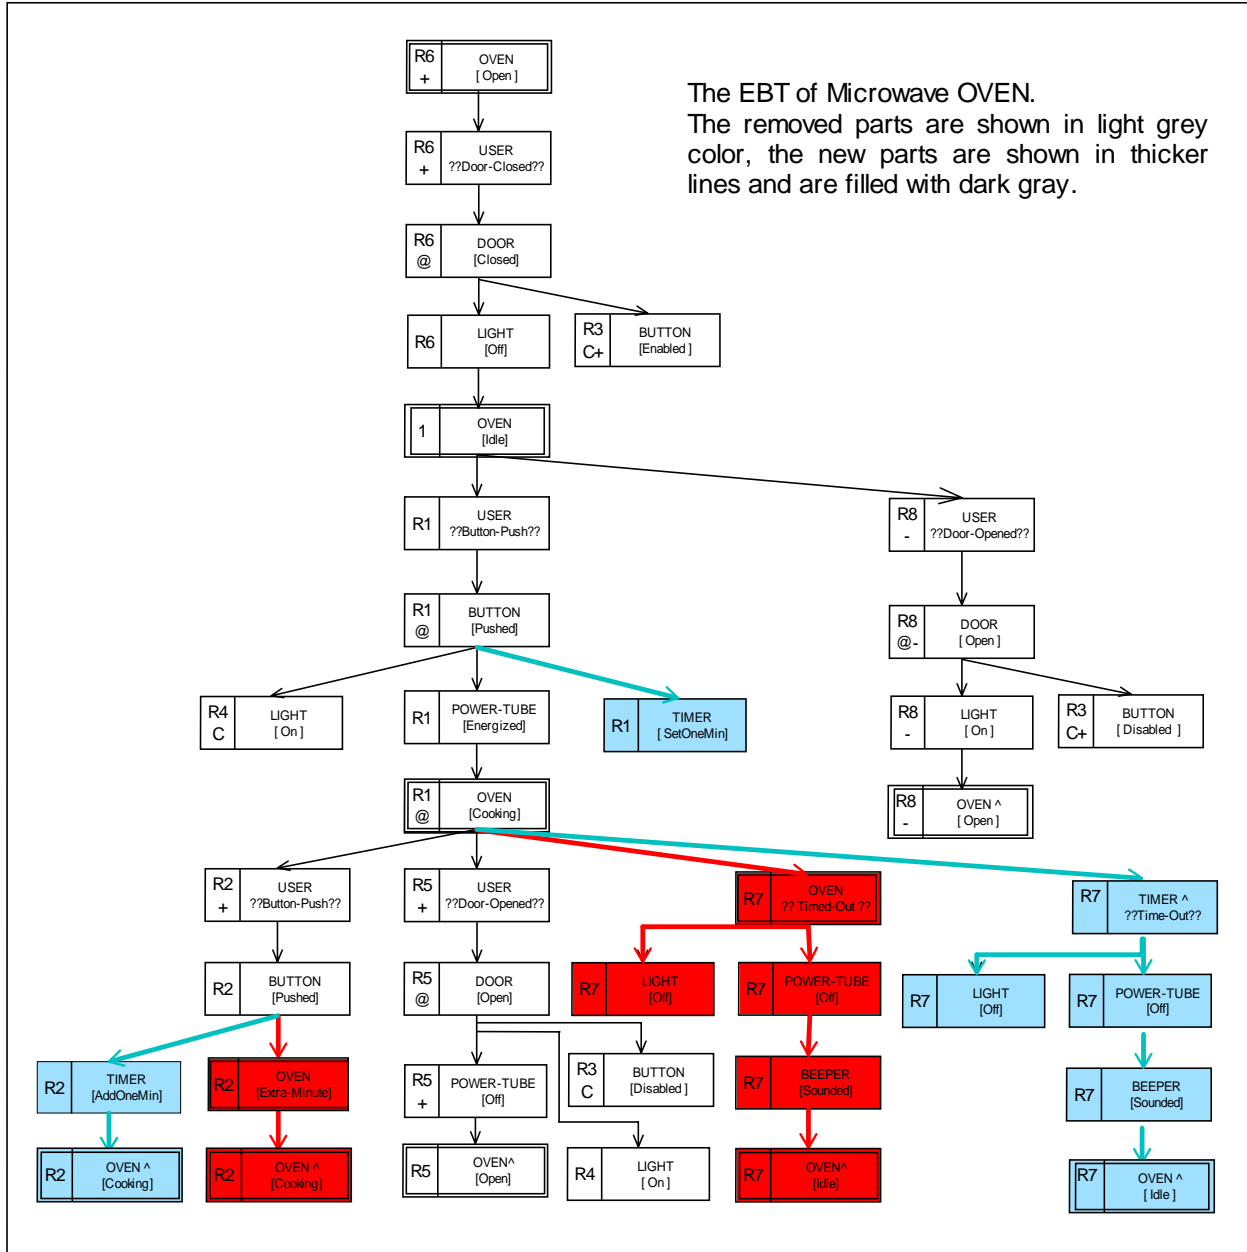 R6
+
OVEN
[ Open ]
The EBT of Microwave OVEN.
The removed parts are shown in light grey
color, the new parts are shown in thicker
lines and are filled with dark gray.
R6
+
USER
??Door-Closed??
R6
@
DOOR
[Closed]
R6
LIGHT
[Off]
R3
C+
BUTTON
[Enabled ]
1
OVEN
[Idle]
R1
USER
??Button-Push??
R8
-
USER
??Door-Opened??
R1
@
BUTTON
[Pushed]
R8
@-
DOOR
[ Open ]
R4
C
LIGHT
[ On ]
R1
POWER-TUBE
[Energized]
R1
TIMER
[ SetOneMin]
R8
-
LIGHT
[ On ]
R3
C+
BUTTON
[ Disabled ]
R1
@
OVEN
[Cooking]
R8
-
OVEN ^
[ Open ]
R2
+
USER
??Button-Push??
R5
+
USER
??Door-Opened??
R7
OVEN
?? Timed-Out ??
R7
TIMER ^
??Time-Out??
R2
BUTTON
[Pushed]
R5
@
DOOR
[Open]
R7
LIGHT
[Off]
R7
POWER-TUBE
[Off]
R7
LIGHT
[Off]
R7
POWER-TUBE
[Off]
R2
TIMER
[AddOneMin]
R2
OVEN
[Extra-Minute]
R5
+
POWER-TUBE
[Off]
R3
C
BUTTON
[Disabled ]
R7
BEEPER
[Sounded]
R7
BEEPER
[Sounded]
R2
OVEN ^
[Cooking]
R2
OVEN ^
[Cooking]
R5
OVEN^
[Open]
R4
LIGHT
[ On ]
R7
OVEN^
[Idle]
R7
OVEN ^
[ Idle ]